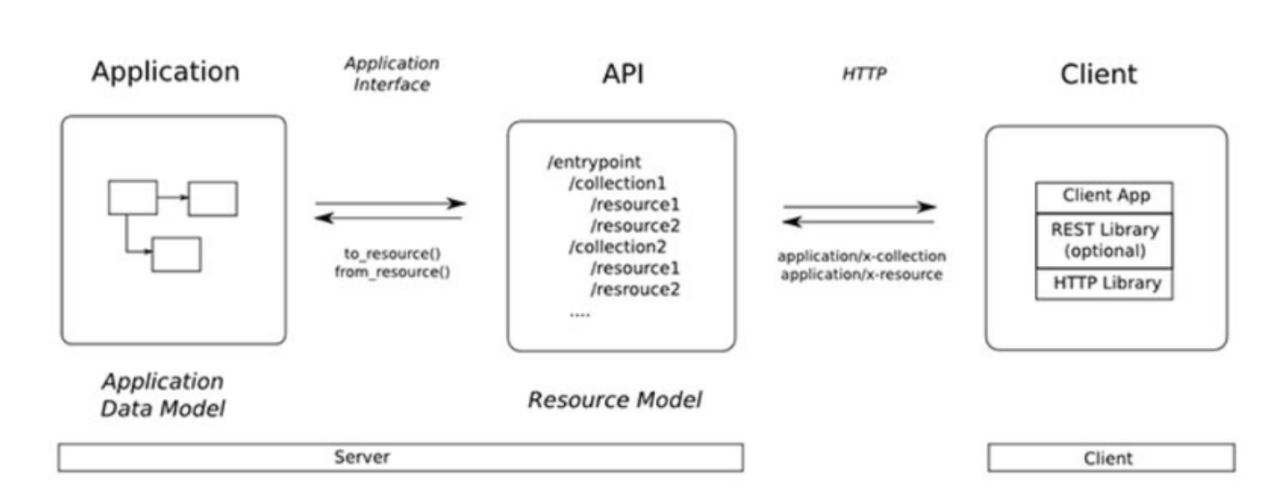 Application
Application
Interface
API
HTTP
Client
/entrypoint
/collection1
/resource1
/resource2
/collection2
/resource1
/resrouce2
....
to_resource()
from_resource()
application/x-collection
application/x-resource
Client App
REST Library
(optional)
HTTP Library
Application
Data Model
Resource Model
Server
Client